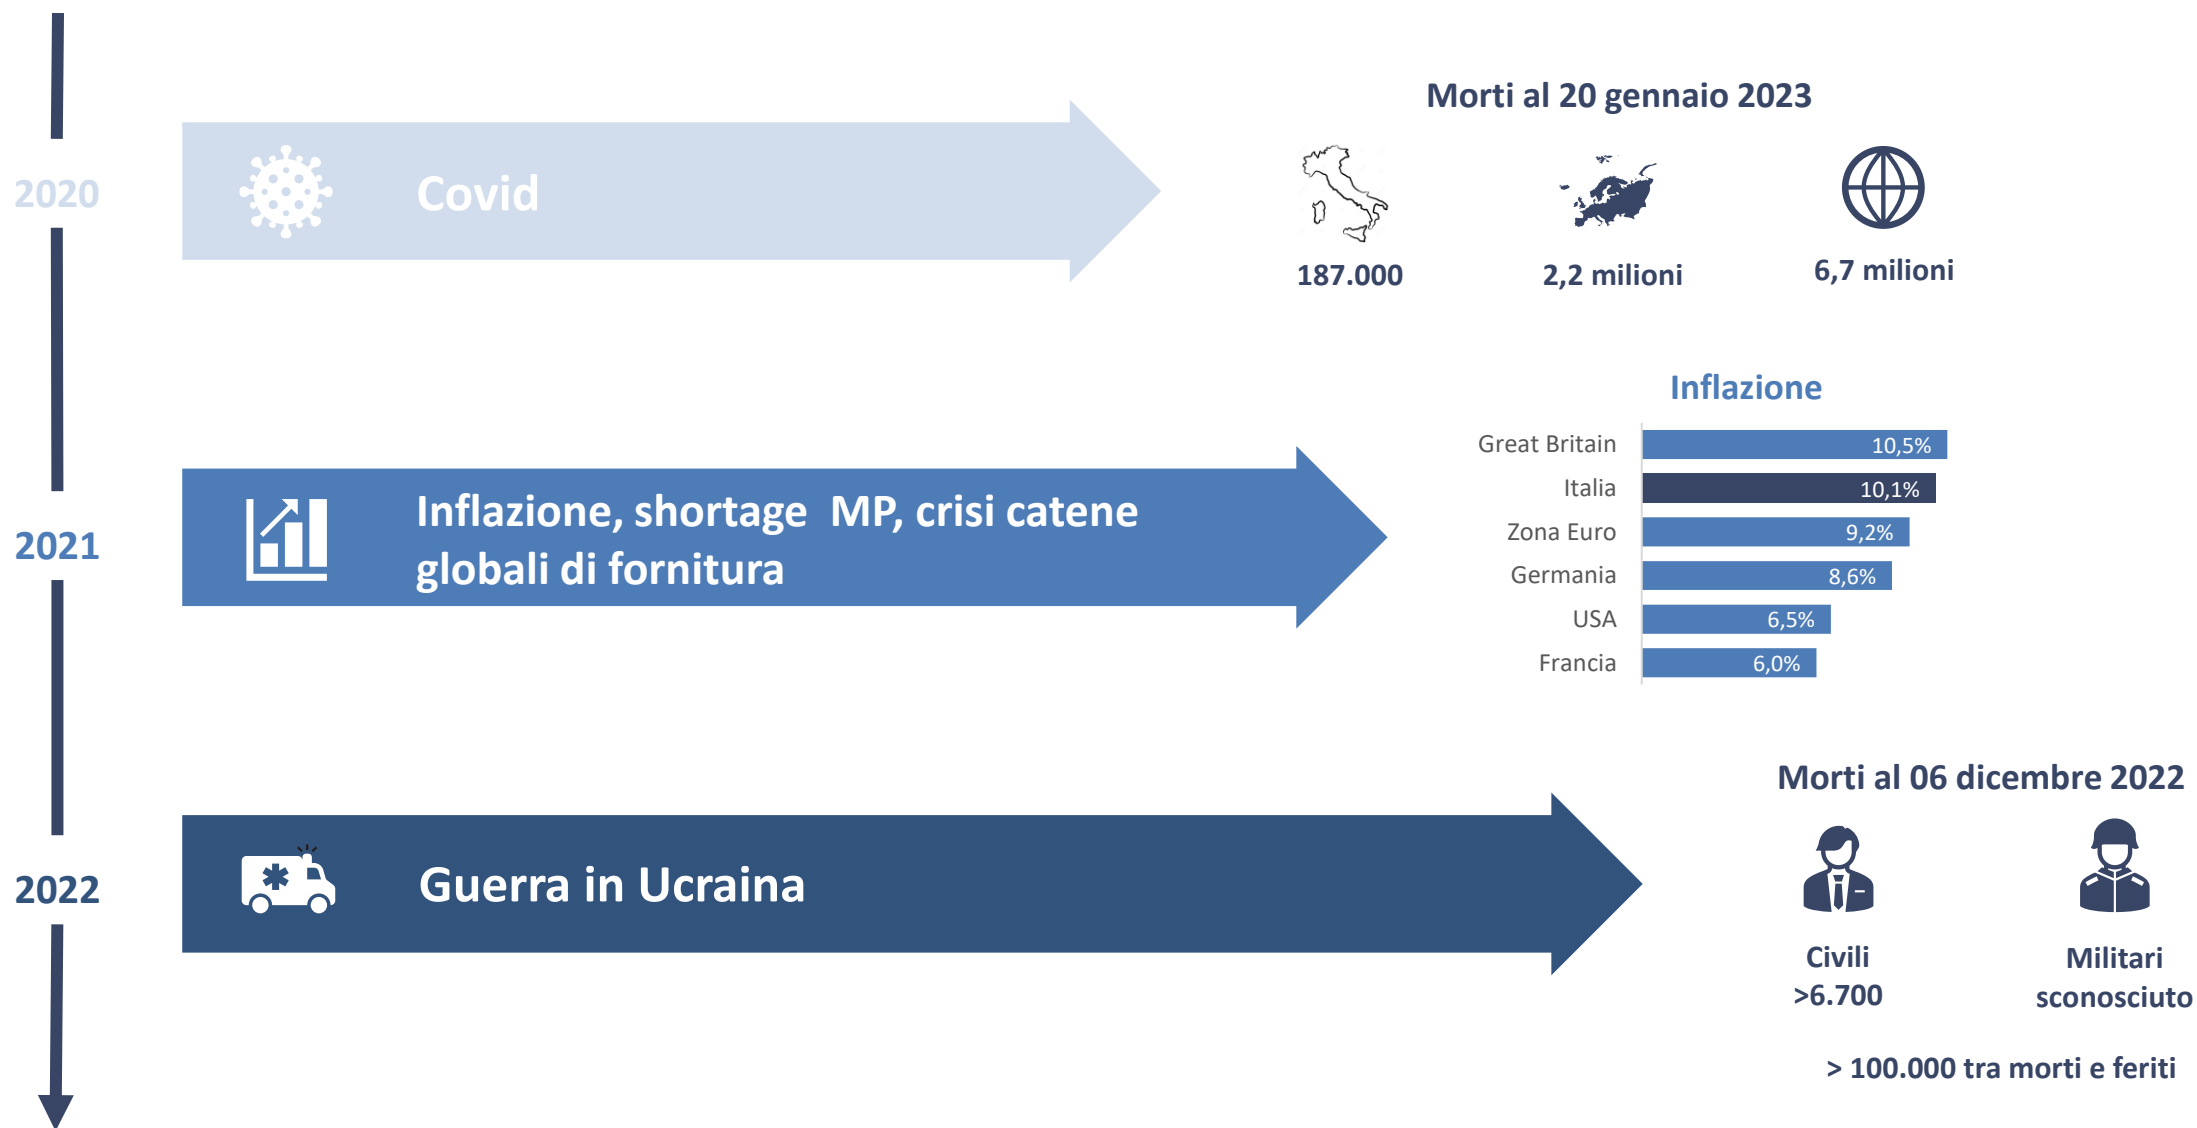 2020
Covid
Morti al 20 gennaio 2023
187.000
2,2 milioni
6,7 milioni
2021
Inflazione, shortage  MP, crisi catene
globali di fornitura
Inflazione
Great Britain 10,5%
Italia 10,1%
Zona Euro 9,2%
Germania 8,6%
USA 6,5%
Francia 6,0%
2022
Guerra in Ucraina
Morti al 06 dicembre 2022
Civili
>6.700
Militari
sconosciuto
> 100.000 tra morti e feriti